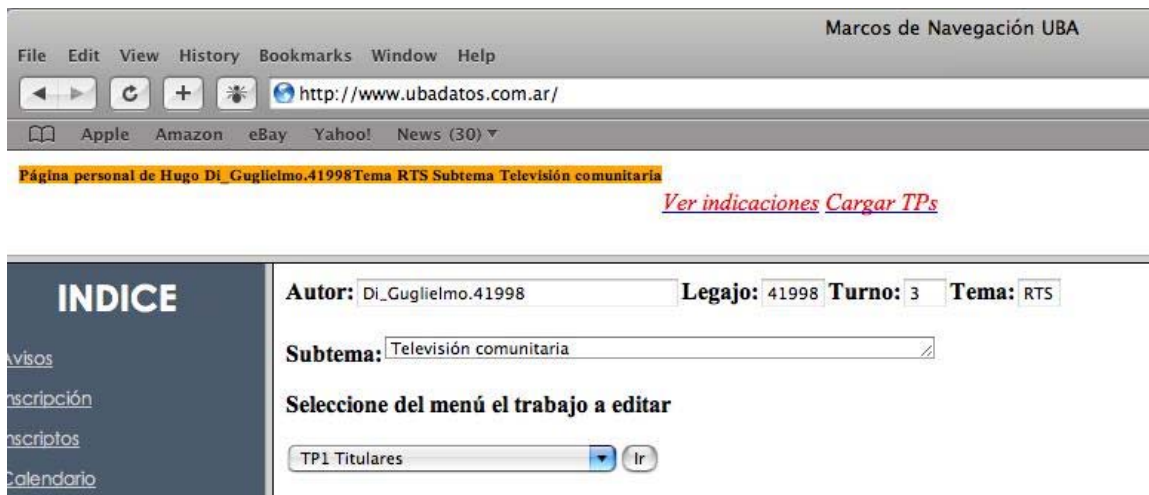 Marcos de Navegación UBA
File Edit View History Bookmarks Window Help
http://www.ubadatos.com.ar/
Apple Amazon eBay Yahoo! News (30)
Página personal de Hugo Di_Guglielmo.41998Tema RTS Subtema Televisión comunitaria
Ver indicaciones Cargar TPs
INDICE
Autor: Di_Guglielmo.41998 Legajo: 41998 Turno: 3 Tema: RTS
Avisos
Subtema: Televisión comunitaria
nscripción
Seleccione del menú el trabajo a editar
nscriptos
TP1 Titulares Ir
Calendario